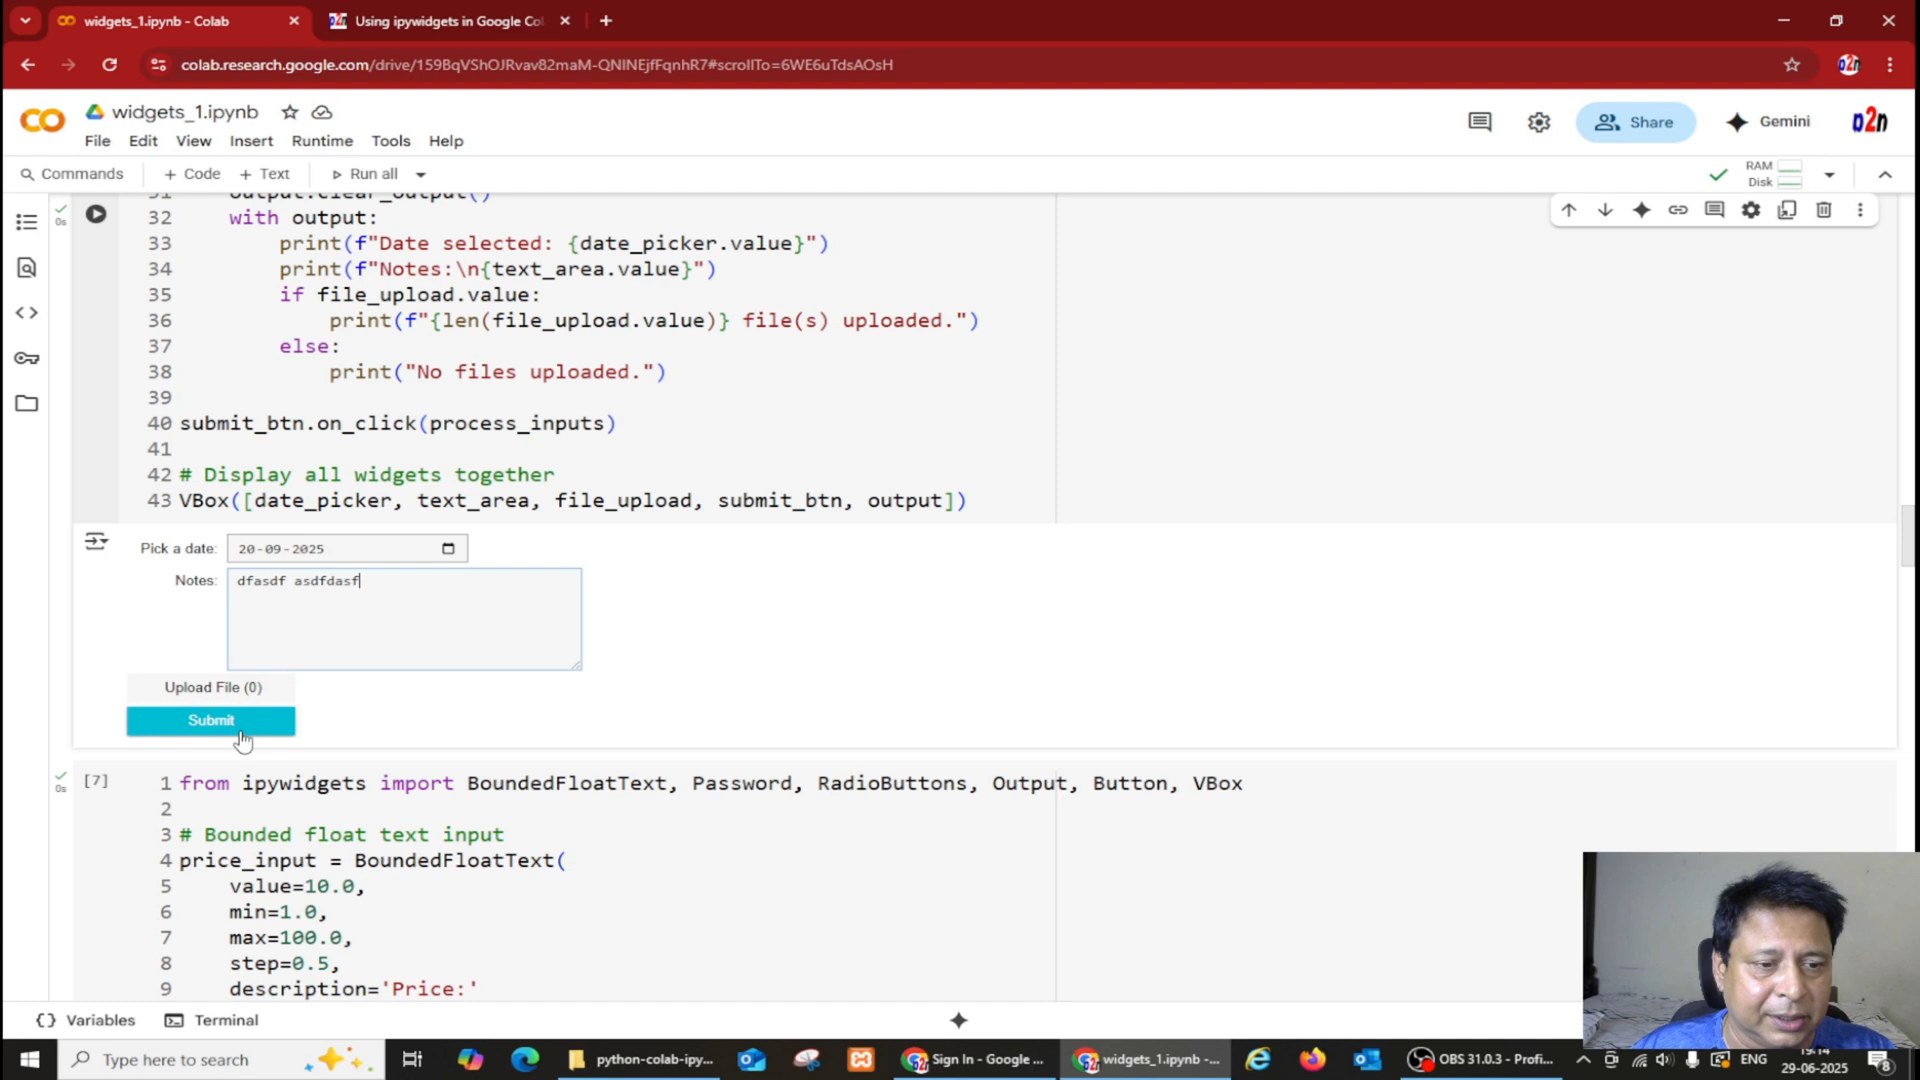 widgets_1.ipynb - Colab
Using ipywidgets in Google Co
colab.research.google.com/drive/159BqVShOJRvav82maM-QNINEjfFqnhR7#scrollTo=6WE6uTdsAOsH
widgets_1.ipynb
File Edit View Insert Runtime Tools Help
Share
Gemini
Commands + Code + Text Run all
RAM
Disk
31 output.clear_output()
32 with output:
33 print(f"Date selected: {date_picker.value}")
34 print(f"Notes:\n{text_area.value}")
35 if file_upload.value:
36 print(f"{len(file_upload.value)} file(s) uploaded.")
37 else:
38 print("No files uploaded.")
39
40 submit_btn.on_click(process_inputs)
41
42 # Display all widgets together
43 VBox([date_picker, text_area, file_upload, submit_btn, output])
0s
Pick a date: 20-09-2025
Notes: dfasdf asdfdasf
Upload File (0)
Submit
[7]
0s
1 from ipywidgets import BoundedFloatText, Password, RadioButtons, Output, Button, VBox
2
3 # Bounded float text input
4 price_input = BoundedFloatText(
5 value=10.0,
6 min=1.0,
7 max=100.0,
8 step=0.5,
9 description='Price:'
Variables Terminal
Type here to search
python-colab-ipy...
Sign In - Google ...
widgets_1.ipynb -...
OBS 31.0.3 - Profi...
ENG
19:14
29-06-2025
8